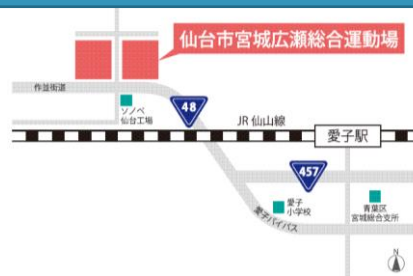 仙台市宮城広瀬総合運動場
作並街道
ソノベ
仙台工場
48
JR 仙山線
愛子駅
457
愛子
小学校
愛子バイパス
青葉区
宮城総合支所
N